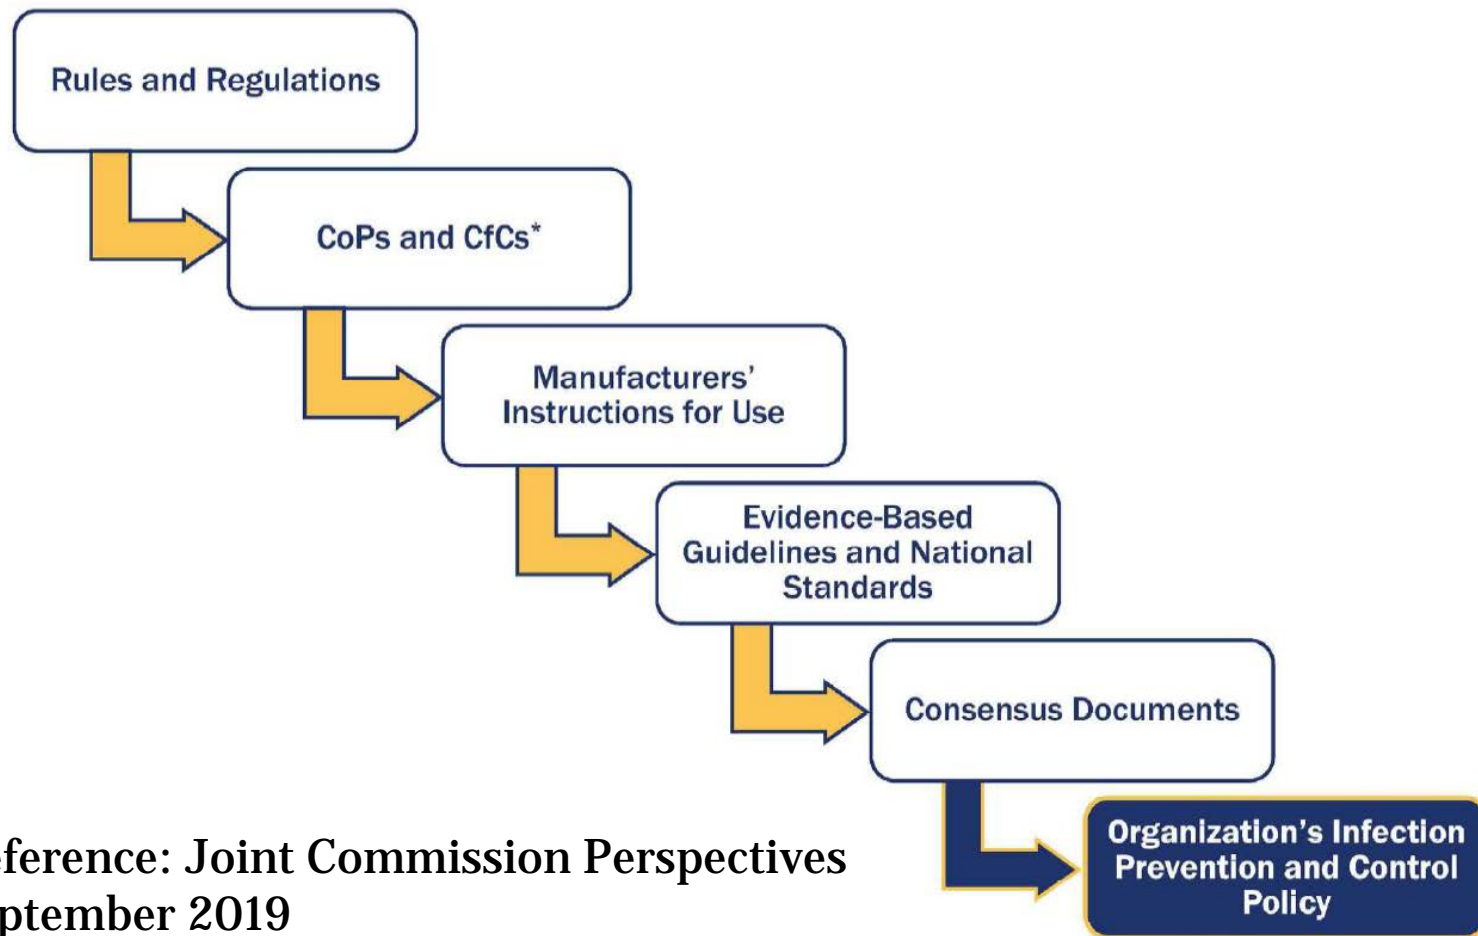 Rules and Regulations
CoPs and CfCs*
Manufacturers’
Instructions for Use
Evidence-Based
Guidelines and National
Standards
Consensus Documents
Organization’s Infection
Prevention and Control
Policy
eference: Joint Commission Perspectives
eptember 2019